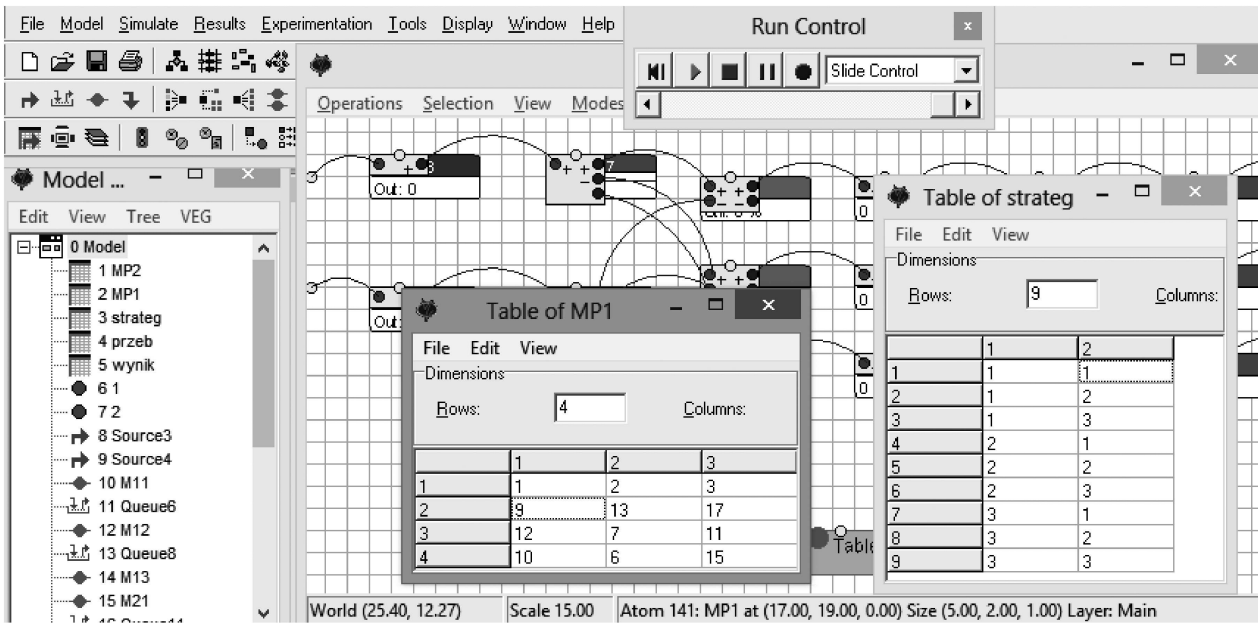 File Model Simulate Results Experimentation Tools Display Window Help
Run Control
x
Slide Control
Operations Selection View Modes
Model ...
Edit View Tree VEG
0 Model
1 MP2
2 MP1
3 strateg
4 przeb
5 wynik
6 1
7 2
8 Source3
9 Source4
10 M11
11 Queue6
12 M12
13 Queue8
14 M13
15 M21
Out: 0
7
0
0
0
Table of MP1
File Edit View
Dimensions
Rows: 4 Columns:
1 2 3
1 1 2 3
2 9 13 17
3 12 7 11
4 10 6 15
Table of strateg
File Edit View
Dimensions
Rows: 9 Columns:
1 2
1 1 1
2 1 2
3 1 3
4 2 1
5 2 2
6 2 3
7 3 1
8 3 2
9 3 3
World (25.40, 12.27) Scale 15.00 Atom 141: MP1 at (17.00, 19.00, 0.00) Size (5.00, 2.00, 1.00) Layer: Main